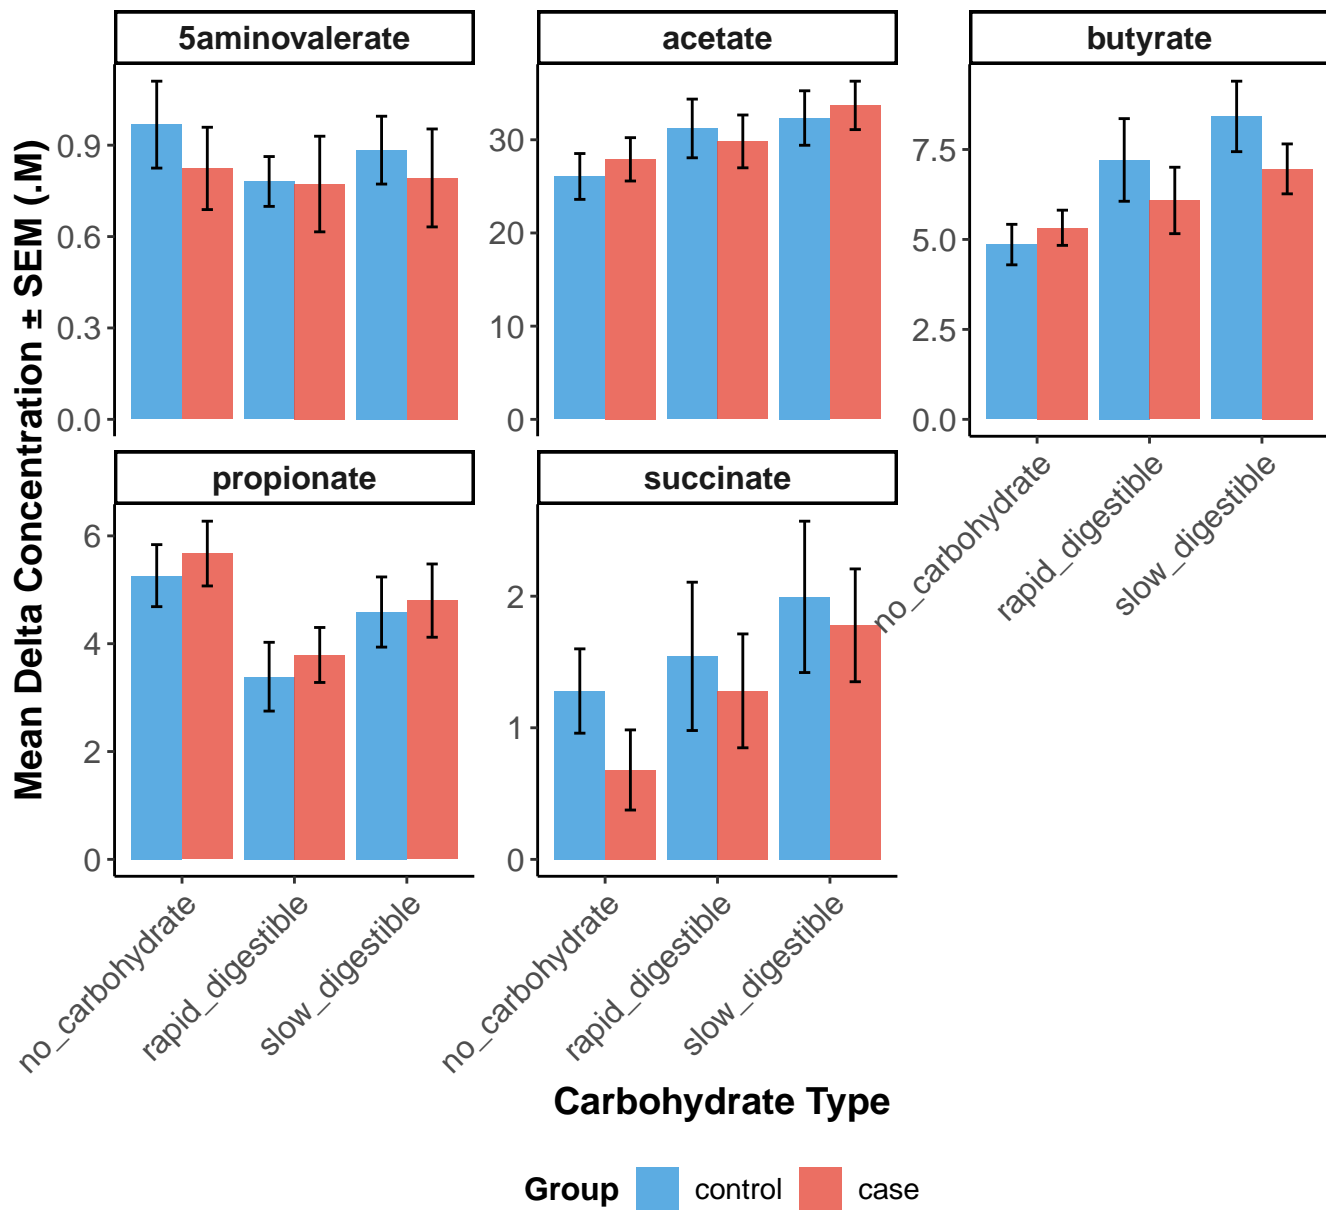 5aminovalerate
acetate
butyrate
Mean Delta Concentration ± SEM (.M)
0.9
0.6
0.3
0.0
30
20
10
0
7.5
5.0
2.5
0.0
no_carbohydrate
rapid_digestible
slow_digestible
propionate
succinate
6
4
2
0
2
1
0
no_carbohydrate
rapid_digestible
slow_digestible
no_carbohydrate
rapid_digestible
slow_digestible
Carbohydrate Type
Group control case